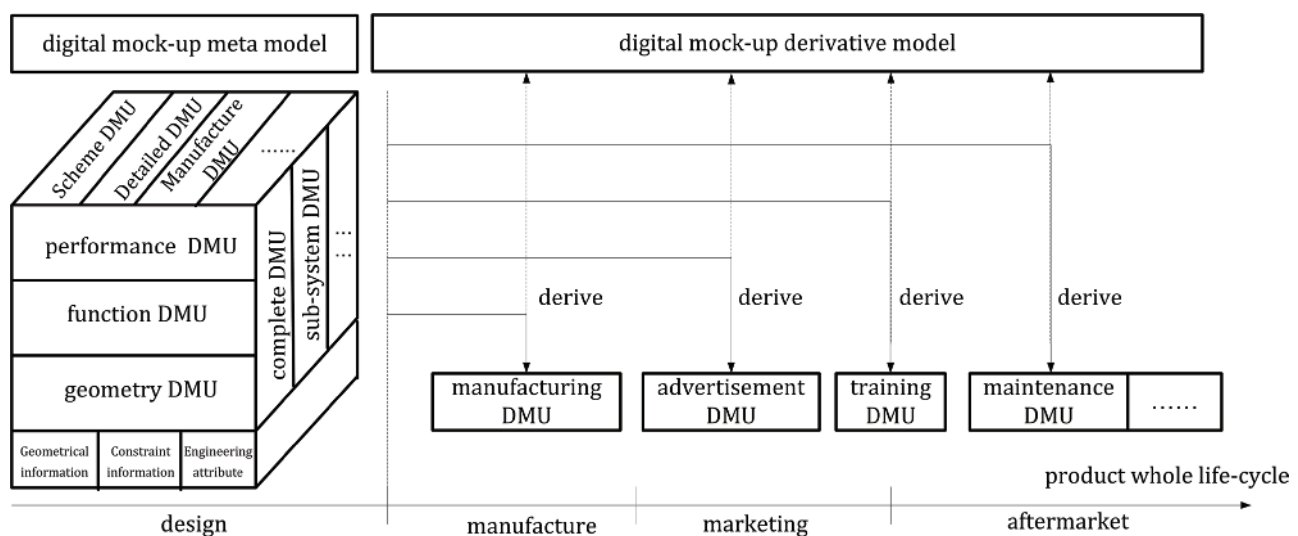 digital mock-up meta model
digital mock-up derivative model
Scheme DMU
Detailed DMU
Manufacture
DMU
......
performance DMU
function DMU
geometry DMU
complete DMU
sub-system DMU
...
...
Geometrical
information
Constraint
information
Engineering
attribute
derive
derive
derive
derive
manufacturing
DMU
advertisement
DMU
training
DMU
maintenance
DMU
......
product whole life-cycle
design
manufacture
marketing
aftermarket